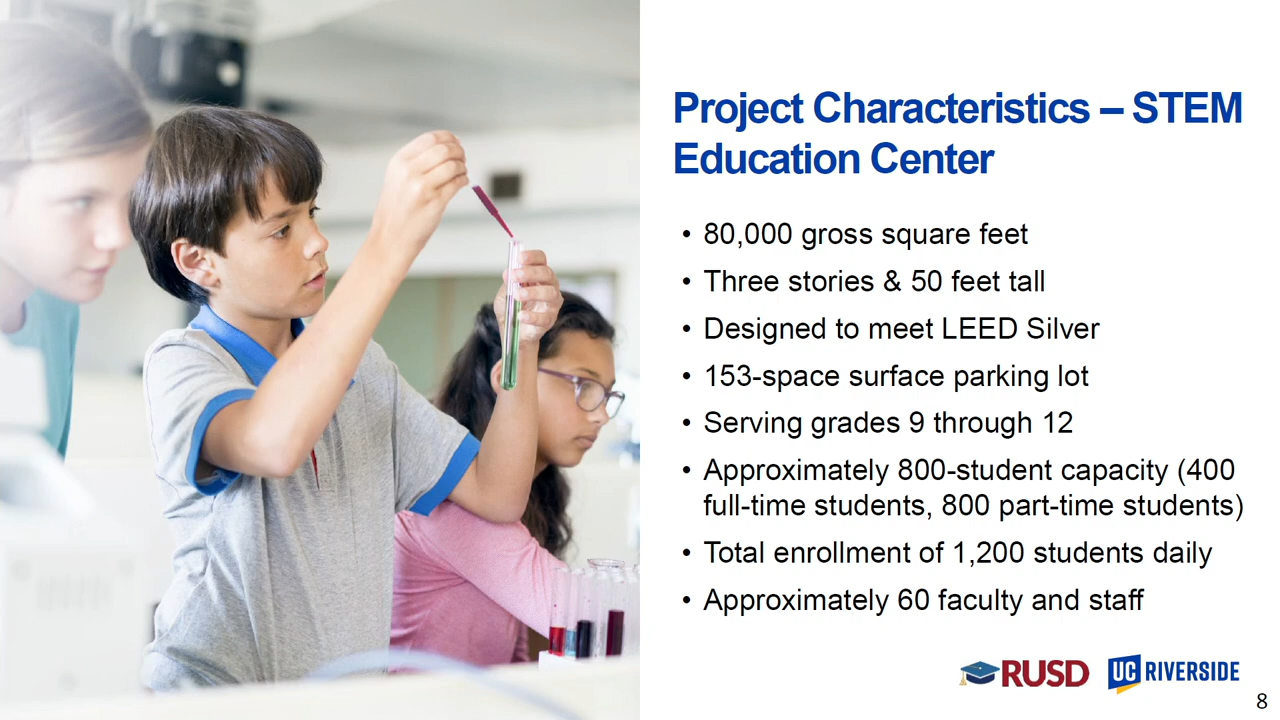 Project Characteristics – STEM
Education Center
• 80,000 gross square feet
• Three stories & 50 feet tall
• Designed to meet LEED Silver
• 153-space surface parking lot
• Serving grades 9 through 12
• Approximately 800-student capacity (400
full-time students, 800 part-time students)
• Total enrollment of 1,200 students daily
• Approximately 60 faculty and staff
RUSD
UC RIVERSIDE
8